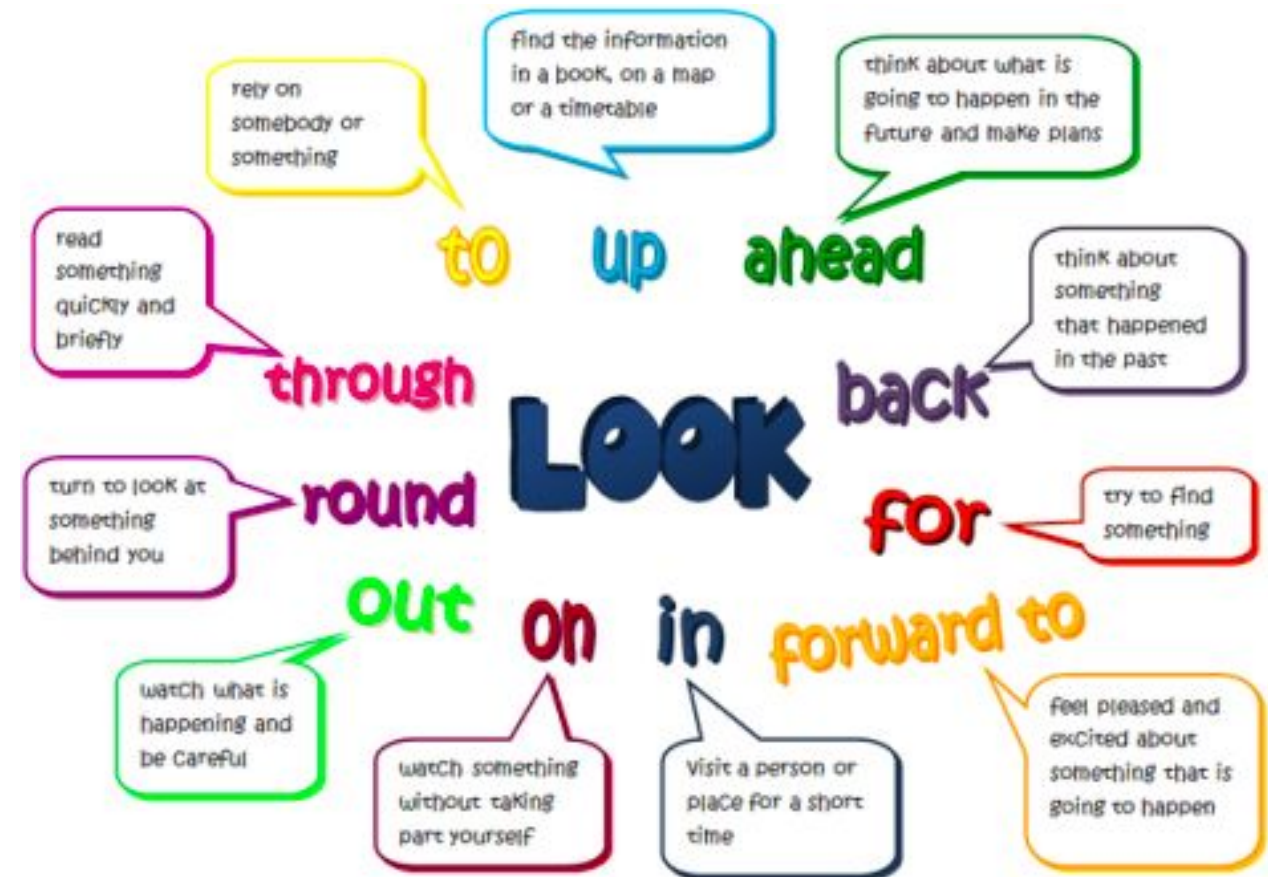 rely on
somebody or
something
to
find the information
in a book, on a map
or a timetable
up
think about what is
going to happen in the
future and make plans
ahead
read
something
quickly and
briefly
through
think about
something
that happened
in the past
back
LOOK
turn to look at
something
behind you
round
try to find
something
for
out
watch what is
happening and
be careful
on
watch something
without taking
part yourself
in
Visit a person or
place for a short
time
forward to
feel pleased and
excited about
something that is
going to happen